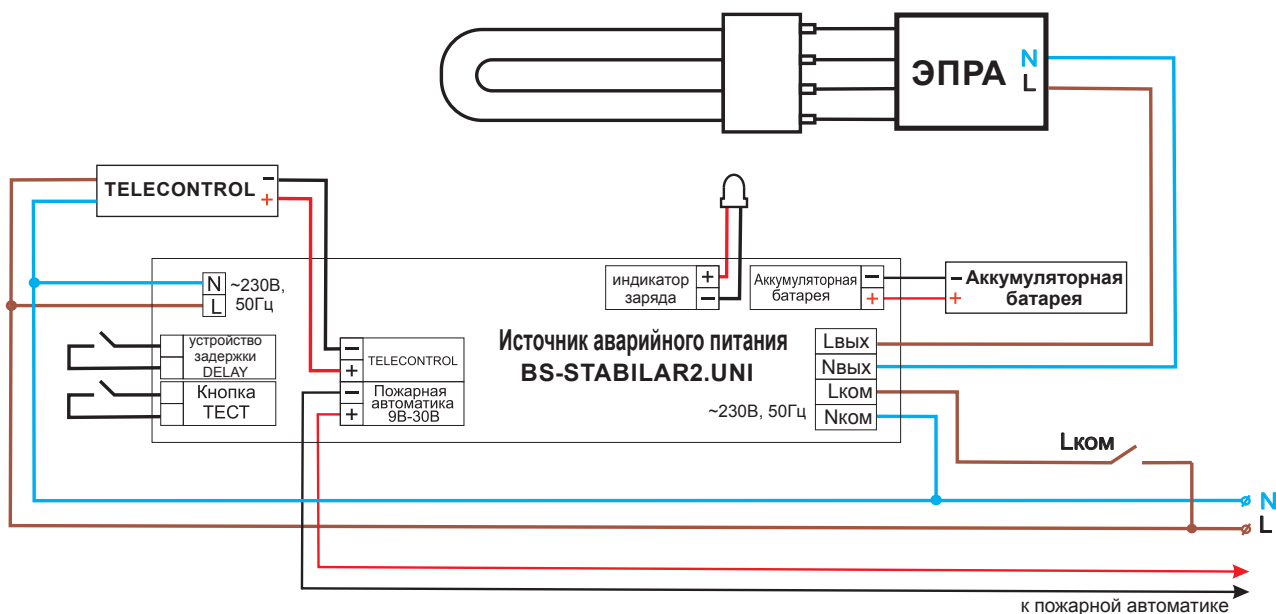 ЭПРА
N
L
TELECONTROL
−
+
N
L
~230В,
50Гц
индикатор
заряда
+
−
Аккумуляторная
батарея
−
+
−
+
Аккумуляторная
батарея
устройство
задержки
DELAY
Кнопка
ТЕСТ
−
+
TELECONTROL
−
+
Пожарная
автоматика
9В-30В
Источник аварийного питания
BS-STABILAR2.UNI
~230В, 50Гц
Lвых
Nвых
Lком
Nком
Lком
N
L
к пожарной автоматике